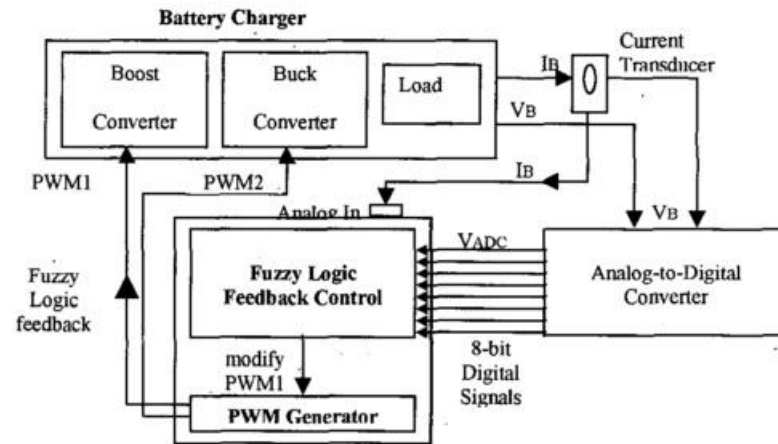 Battery Charger
Boost
Converter
Buck
Converter
Load
IB
Current
Transducer
VB
IB
PWM1
PWM2
Analog In
VB
VADC
Fuzzy Logic
Feedback Control
Analog-to-Digital
Converter
Fuzzy
Logic
feedback
modify
PWM1
8-bit
Digital
Signals
PWM Generator